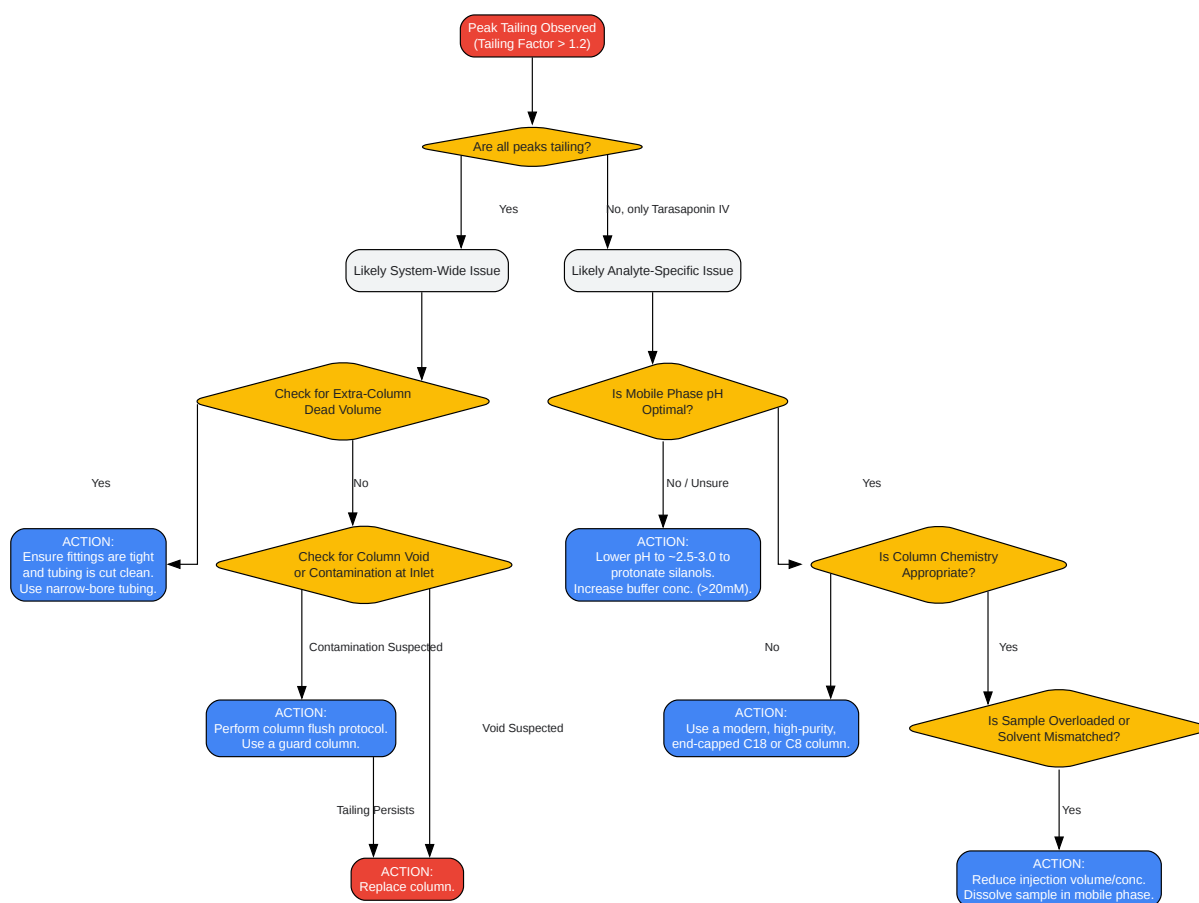 Peak Tailing Observed
(Tailing Factor > 1.2)
Are all peaks tailing?
Yes
No, only Tarasaponin IV
Likely System-Wide Issue
Likely Analyte-Specific Issue
Check for Extra-Column
Dead Volume
Is Mobile Phase pH
Optimal?
Yes
No
No / Unsure
Yes
ACTION:
Ensure fittings are tight
and tubing is cut clean.
Use narrow-bore tubing.
Check for Column Void
or Contamination at Inlet
ACTION:
Lower pH to ~2.5-3.0 to
protonate silanols.
Increase buffer conc. (>20mM).
Is Column Chemistry
Appropriate?
Contamination Suspected
No
Yes
ACTION:
Perform column flush protocol.
Use a guard column.
Void Suspected
ACTION:
Use a modern, high-purity,
end-capped C18 or C8 column.
Is Sample Overloaded or
Solvent Mismatched?
Tailing Persists
Yes
ACTION:
Replace column.
ACTION:
Reduce injection volume/conc.
Dissolve sample in mobile phase.